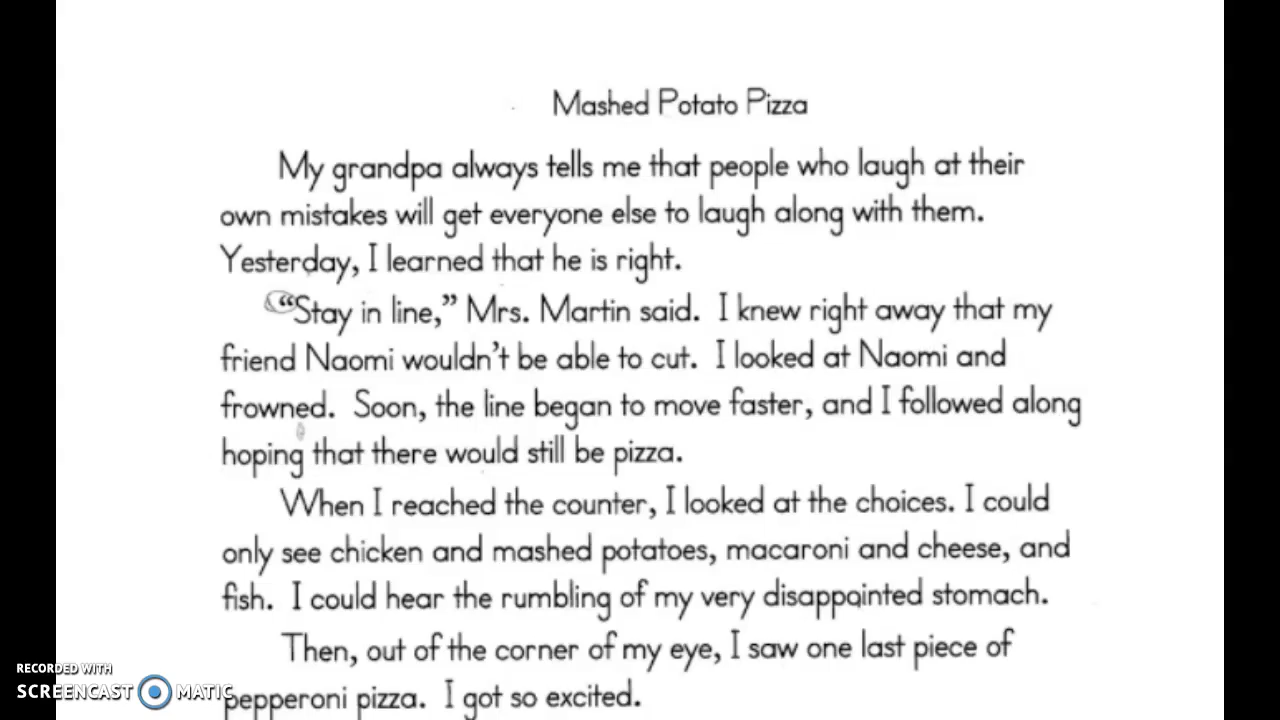 Mashed Potato Pizza
My grandpa always tells me that people who laugh at their
own mistakes will get everyone else to laugh along with them.
Yesterday, I learned that he is right.
“Stay in line,” Mrs. Martin said. I knew right away that my
friend Naomi wouldn’t be able to cut. I looked at Naomi and
frowned. Soon, the line began to move faster, and I followed along
hoping that there would still be pizza.
When I reached the counter, I looked at the choices. I could
only see chicken and mashed potatoes, macaroni and cheese, and
fish. I could hear the rumbling of my very disappointed stomach.
Then, out of the corner of my eye, I saw one last piece of
pepperoni pizza. I got so excited.
RECORDED WITH
SCREENCAST MATIC